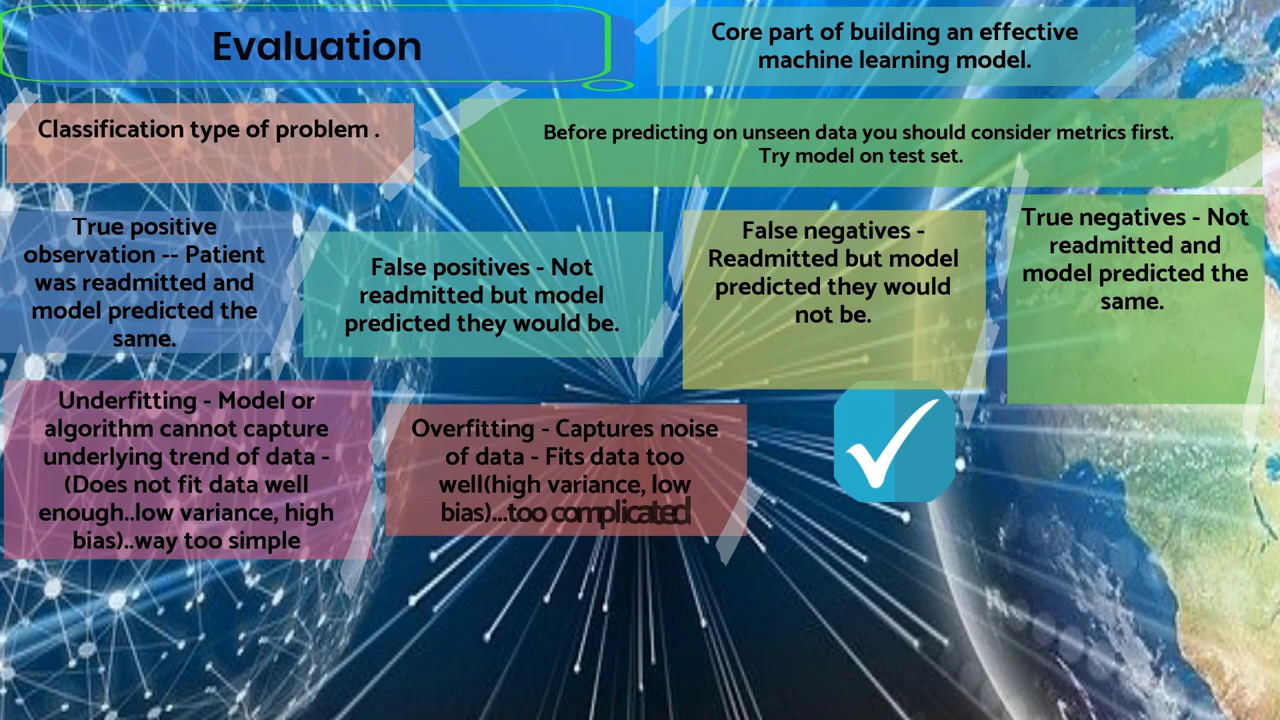 Evaluation
Core part of building an effective
machine learning model.
Classification type of problem .
Before predicting on unseen data you should consider metrics first.
Try model on test set.
True positive
observation -- Patient
was readmitted and
model predicted the
same.
False positives - Not
readmitted but model
predicted they would be.
False negatives -
Readmitted but model
predicted they would
not be.
True negatives - Not
readmitted and
model predicted the
same.
Underfitting - Model or
algorithm cannot capture
underlying trend of data -
(Does not fit data well
enough..low variance, high
bias)..way too simple
Overfitting - Captures noise
of data - Fits data too
well(high variance, low
bias)...too complicated